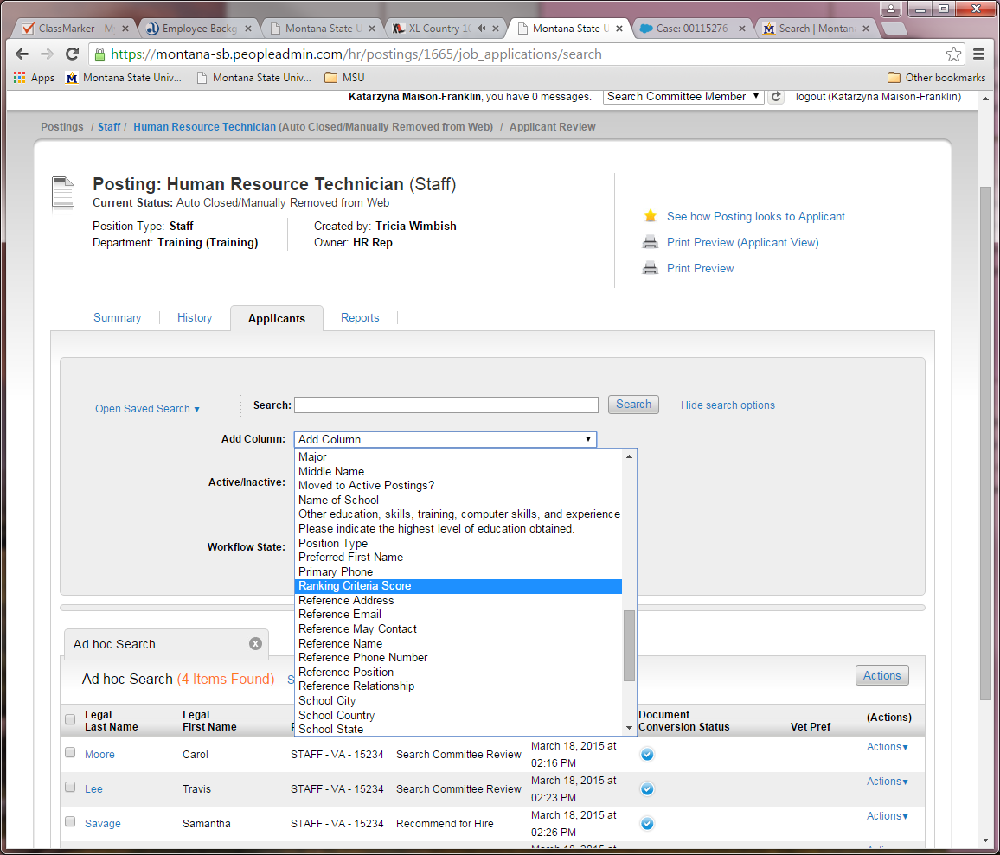 ClassMarker - My
Employee Backg
Montana State U
XL Country 10
Montana State U
Case: 00115276
Search | Montan
https://montana-sb.peopleadmin.com/hr/postings/1665/job_applications/search
Apps
Montana State Univ...
Montana State Univ...
MSU
Other bookmarks
Katarzyna Maison-Franklin, you have 0 messages.
Search Committee Member
logout (Katarzyna Maison-Franklin)
Postings / Staff / Human Resource Technician (Auto Closed/Manually Removed from Web) / Applicant Review
Posting: Human Resource Technician (Staff)
Current Status: Auto Closed/Manually Removed from Web
Position Type: Staff
Department: Training (Training)
Created by: Tricia Wimbish
Owner: HR Rep
See how Posting looks to Applicant
Print Preview (Applicant View)
Print Preview
Summary
History
Applicants
Reports
Open Saved Search
Search:
Search
Hide search options
Add Column:
Add Column
Active/Inactive:
Workflow State:
Major
Middle Name
Moved to Active Postings?
Name of School
Other education, skills, training, computer skills, and experience
Please indicate the highest level of education obtained.
Position Type
Preferred First Name
Primary Phone
Ranking Criteria Score
Reference Address
Reference Email
Reference May Contact
Reference Name
Reference Phone Number
Reference Position
Reference Relationship
School City
School Country
School State
Ad hoc Search
Ad hoc Search (4 Items Found)
Actions
Legal
Last Name
Legal
First Name
Document
Conversion Status
Vet Pref
(Actions)
Moore
Carol
STAFF - VA - 15234
Search Committee Review
March 18, 2015 at
02:16 PM
Actions
Lee
Travis
STAFF - VA - 15234
Search Committee Review
March 18, 2015 at
02:23 PM
Actions
Savage
Samantha
STAFF - VA - 15234
Recommend for Hire
March 18, 2015 at
02:26 PM
Actions